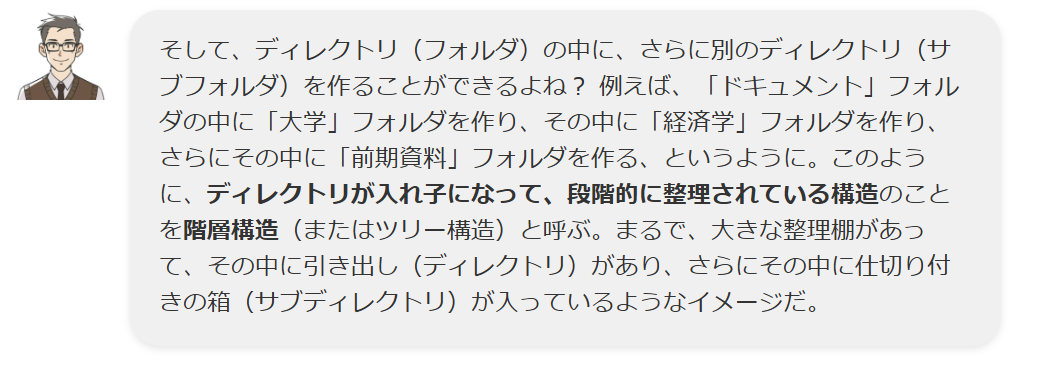 そして、ディレクトリ（フォルダ）の中に、さらに別のディレクトリ（サ
ブフォルダ）を作ることができるよね？ 例えば、「ドキュメント」フォル
ダの中に「大学」フォルダを作り、その中に「経済学」フォルダを作り、
さらにその中に「前期資料」フォルダを作る、というように。このよう
に、ディレクトリが入れ子になって、段階的に整理されている構造のこと
を階層構造（またはツリー構造）と呼ぶ。まるで、大きな整理棚があっ
て、その中に引き出し（ディレクトリ）があり、さらにその中に仕切り付
きの箱（サブディレクトリ）が入っているようなイメージだ。